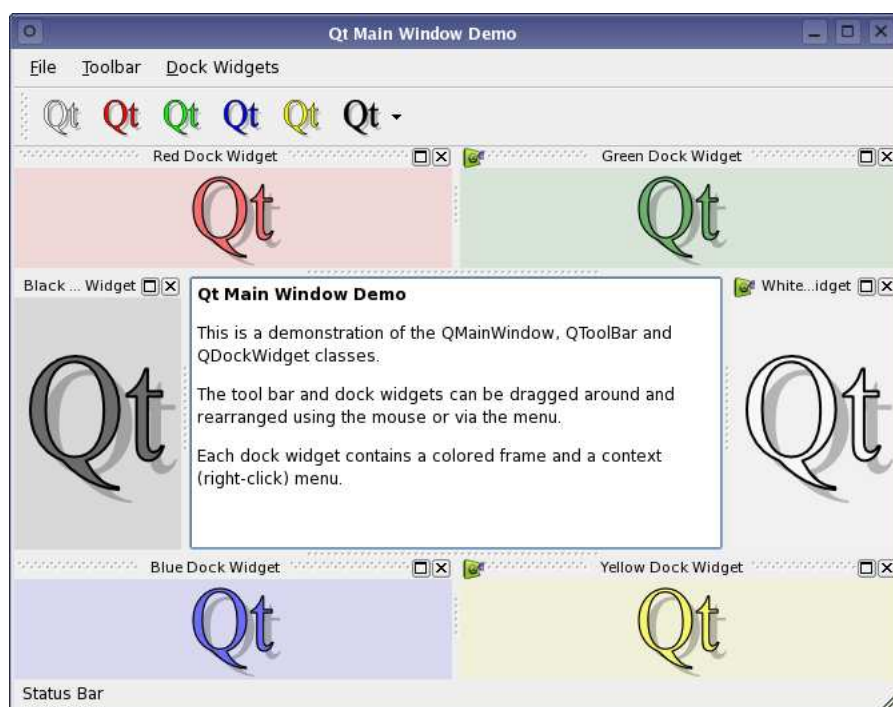 Qt Main Window Demo
File Toolbar Dock Widgets
Qt Qt Qt Qt Qt Qt
Red Dock Widget
Green Dock Widget
Qt
Qt
Black ... Widget
Qt
Qt Main Window Demo
This is a demonstration of the QMainWindow, QToolBar and
QDockWidget classes.
The tool bar and dock widgets can be dragged around and
rearranged using the mouse or via the menu.
Each dock widget contains a colored frame and a context
(right-click) menu.
White...idget
Qt
Blue Dock Widget
Yellow Dock Widget
Qt
Qt
Status Bar